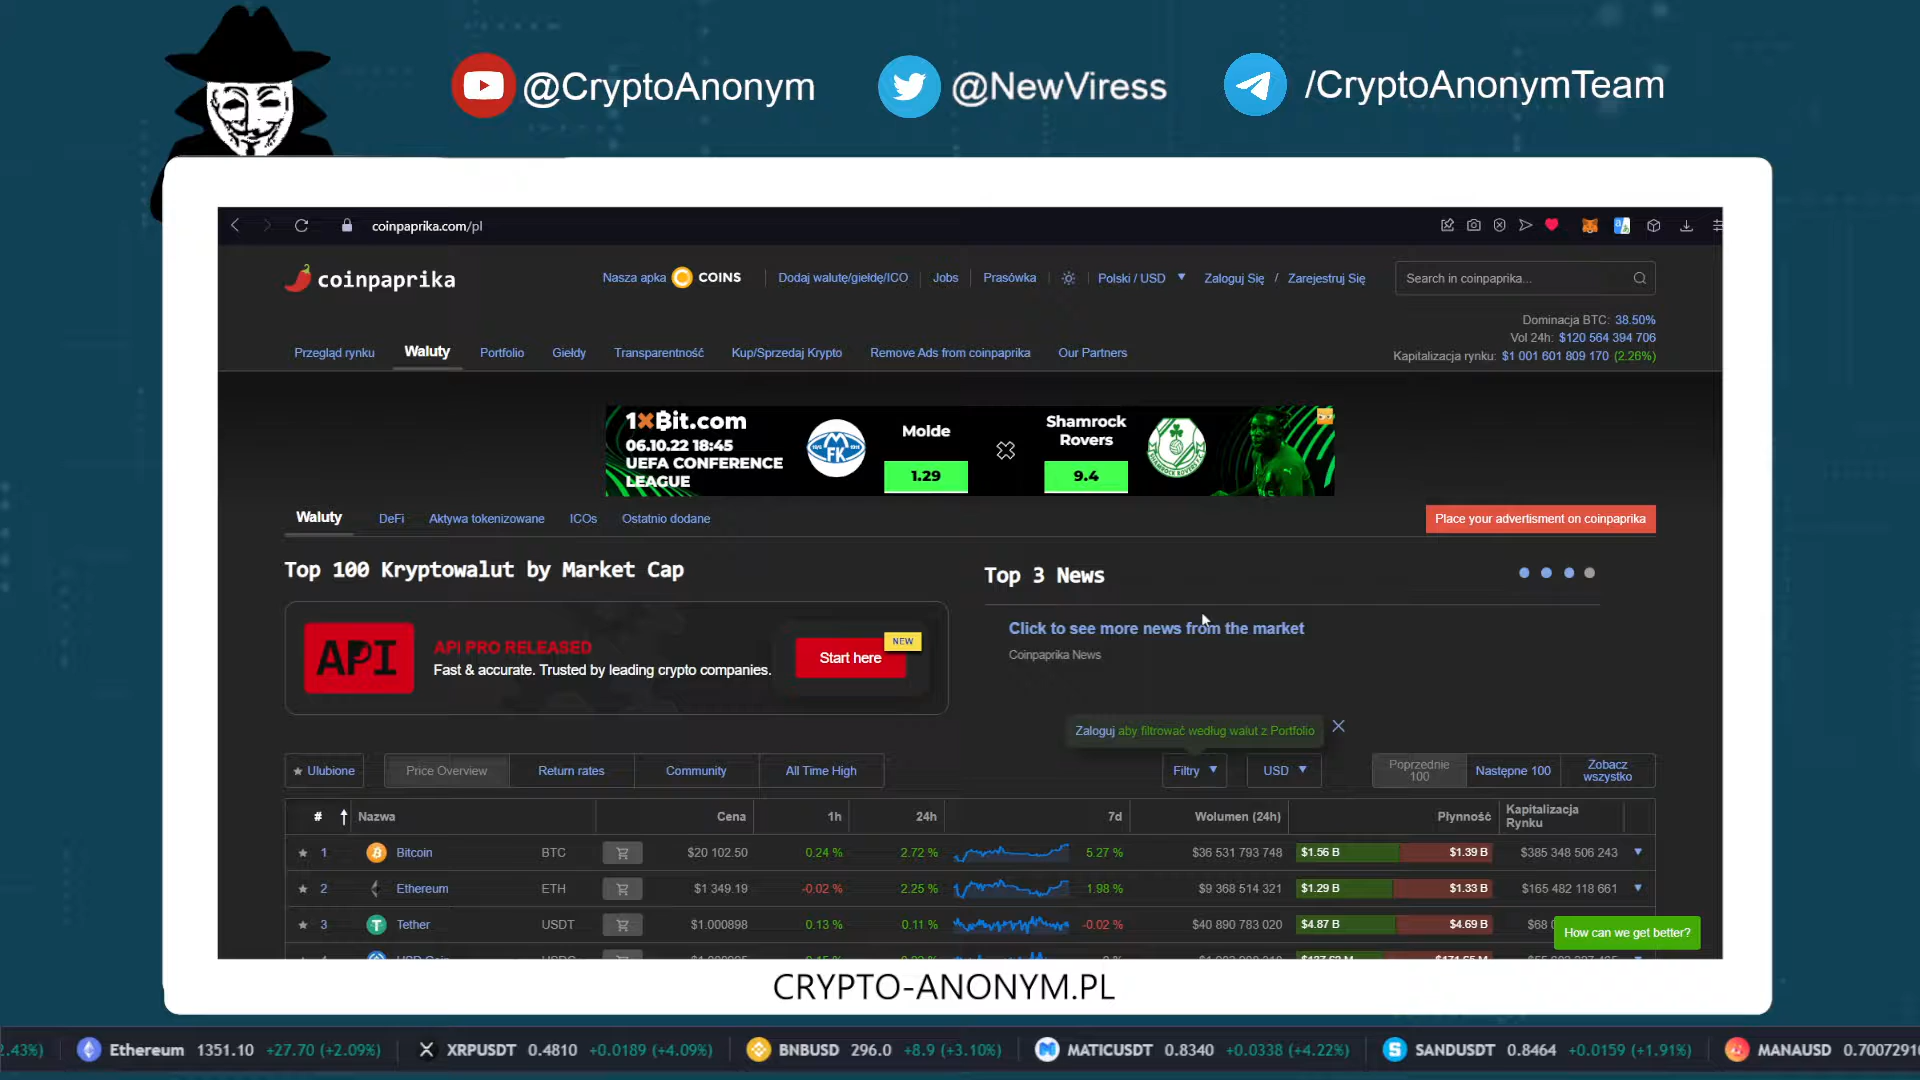 @CryptoAnonym @NewViress /CryptoAnonymTeam
coinpaprika.com/pl
coinpaprika Nasza apka COINS Dodaj walutę/giełdę/ICO Jobs Prasówka Polski / USD Zaloguj Się / Zarejestruj Się Search in coinpaprika...
Dominacja BTC: 38.50%
Vol 24h: $120 564 394 706
Kapitalizacja rynku: $1 001 601 809 170 (2.26%)
Przegląd rynku Waluty Portfolio Giełdy Transparentność Kup/Sprzedaj Krypto Remove Ads from coinpaprika Our Partners
1XBit.com
06.10.22 18:45
UEFA CONFERENCE
LEAGUE
Molde
1.29
Shamrock
Rovers
9.4
Waluty DeFi Aktywa tokenizowane ICOs Ostatnio dodane Place your advertisment on coinpaprika
Top 100 Kryptowalut by Market Cap
Top 3 News
API
API PRO RELEASED
Fast & accurate. Trusted by leading crypto companies.
Start here
NEW
Click to see more news from the market
Coinpaprika News
Zaloguj aby filtrować według walut z Portfolio
Ulubione Price Overview Return rates Community All Time High Filtry USD Poprzednie 100 Następne 100 Zobacz wszystko
# Nazwa Cena 1h 24h 7d Wolumen (24h) Płynność Kapitalizacja Rynku
1 Bitcoin BTC $20 102.50 0.24 % 2.72 % 5.27 % $36 531 793 748 $1.56 B $1.39 B $385 348 506 243
2 Ethereum ETH $1 349.19 -0.02 % 2.25 % 1.98 % $9 368 514 321 $1.29 B $1.33 B $165 482 118 661
3 Tether USDT $1.000898 0.13 % 0.11 % -0.02 % $40 890 783 020 $4.87 B $4.69 B $68
How can we get better?
CRYPTO-ANONYM.PL
2.43%) Ethereum 1351.10 +27.70 (+2.09%) XRPUSDT 0.4810 +0.0189 (+4.09%) BNBUSD 296.0 +8.9 (+3.10%) MATICUSDT 0.8340 +0.0338 (+4.22%) SANDUSDT 0.8464 +0.0159 (+1.91%) MANAUSD 0.7007291